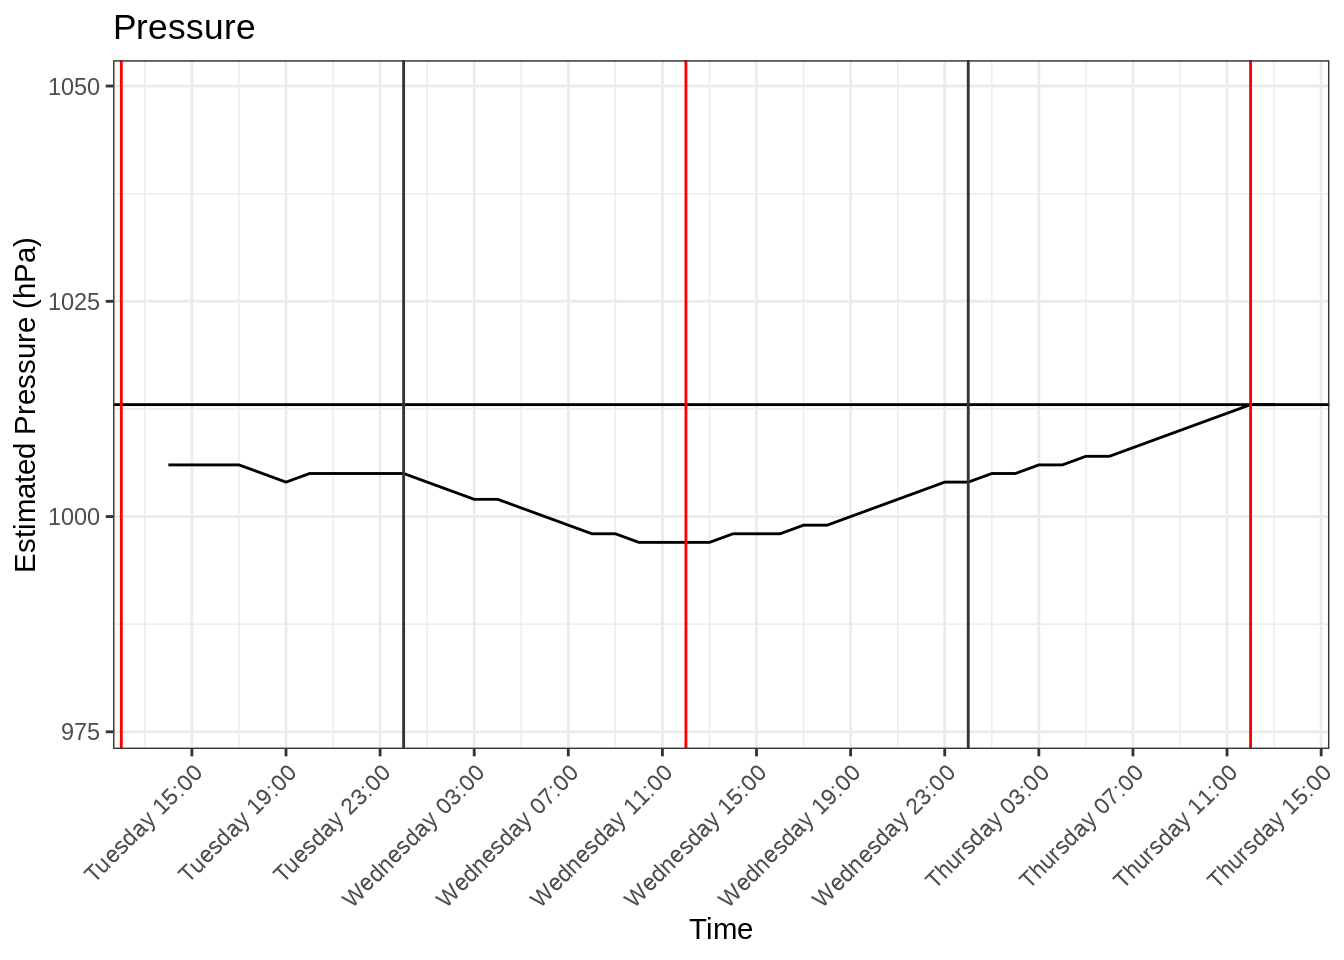 Pressure
Estimated Pressure (hPa)
1050
1025
1000
975
Tuesday 15:00
Tuesday 19:00
Tuesday 23:00
Wednesday 03:00
Wednesday 07:00
Wednesday 11:00
Wednesday 15:00
Wednesday 19:00
Wednesday 23:00
Thursday 03:00
Thursday 07:00
Thursday 11:00
Thursday 15:00
Time